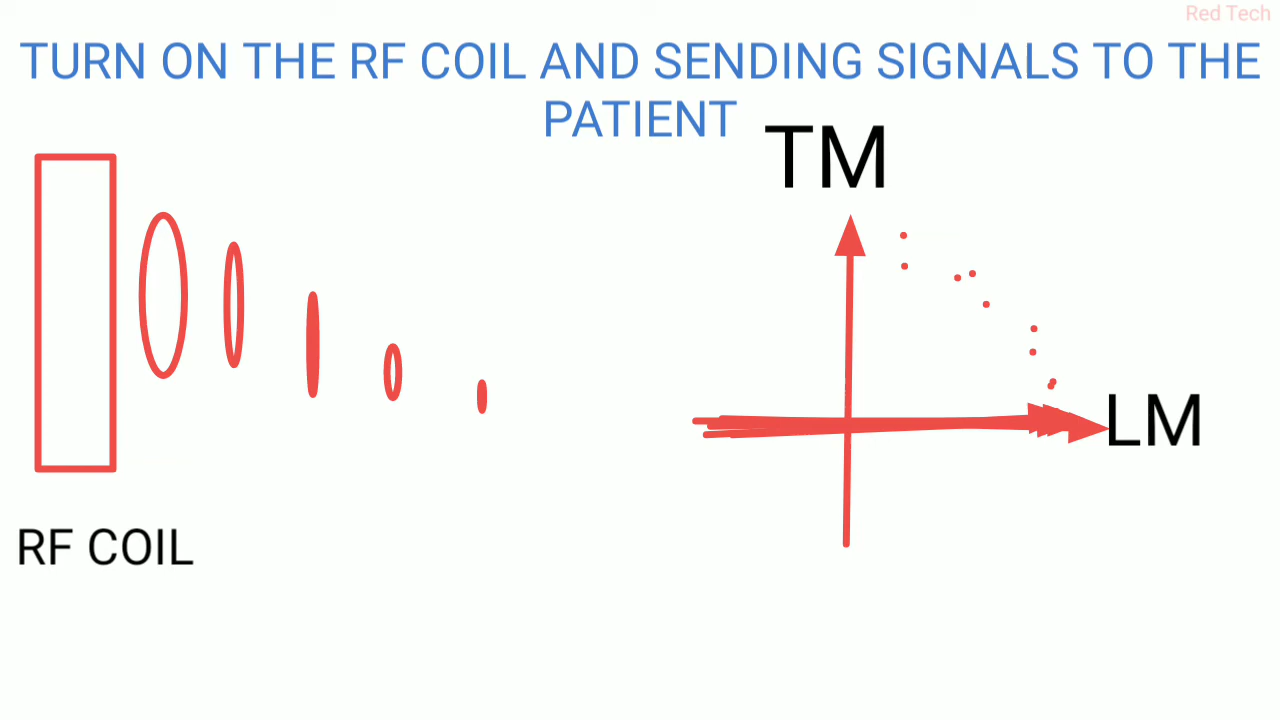 Red Tech
TURN ON THE RF COIL AND SENDING SIGNALS TO THE
PATIENT
TM
LM
RF COIL